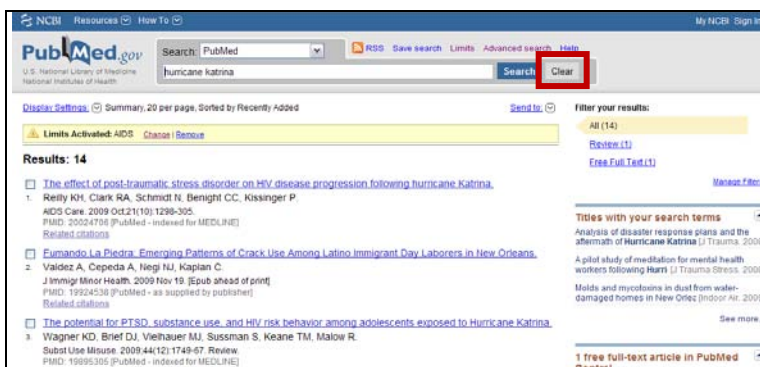 NCBI Resources How To My NCBI Sign In
PubMed.gov
U.S. National Library of Medicine
National Institutes of Health
Search: PubMed
RSS Save search Limits Advanced search Help
hurricane katrina
Search Clear
Display Settings: Summary, 20 per page, Sorted by Recently Added
Send to:
Limits Activated: AIDS Change | Remove
Results: 14
The effect of post-traumatic stress disorder on HIV disease progression following hurricane Katrina.
1. Reilly KH, Clark RA, Schmidt N, Benight CC, Kissinger P.
AIDS Care. 2009 Oct;21(10):1298-305.
PMID: 20024706 [PubMed - indexed for MEDLINE]
Related citations
Fumando La Piedra: Emerging Patterns of Crack Use Among Latino Immigrant Day Laborers in New Orleans.
2. Valdez A, Cepeda A, Negi NJ, Kaplan C.
J Immigr Minor Health. 2009 Nov 19. [Epub ahead of print]
PMID: 19924538 [PubMed - as supplied by publisher]
Related citations
The potential for PTSD, substance use, and HIV risk behavior among adolescents exposed to Hurricane Katrina.
3. Wagner KD, Brief DJ, Vielhauer MJ, Sussman S, Keane TM, Malow R.
Subst Use Misuse. 2009;44(12):1749-67. Review.
PMID: 19895305 [PubMed - indexed for MEDLINE]
Filter your results:
All (14)
Review (1)
Free Full Text (1)
Manage Filter
Titles with your search terms
Analysis of disaster response plans and the
aftermath of Hurricane Katrina [J Trauma. 200
A pilot study of meditation for mental health
workers following Hurri [J Trauma Stress. 200
Molds and mycotoxins in dust from water-
damaged homes in New Orlez [Indoor Air. 200
See more.
1 free full-text article in PubMed
Central